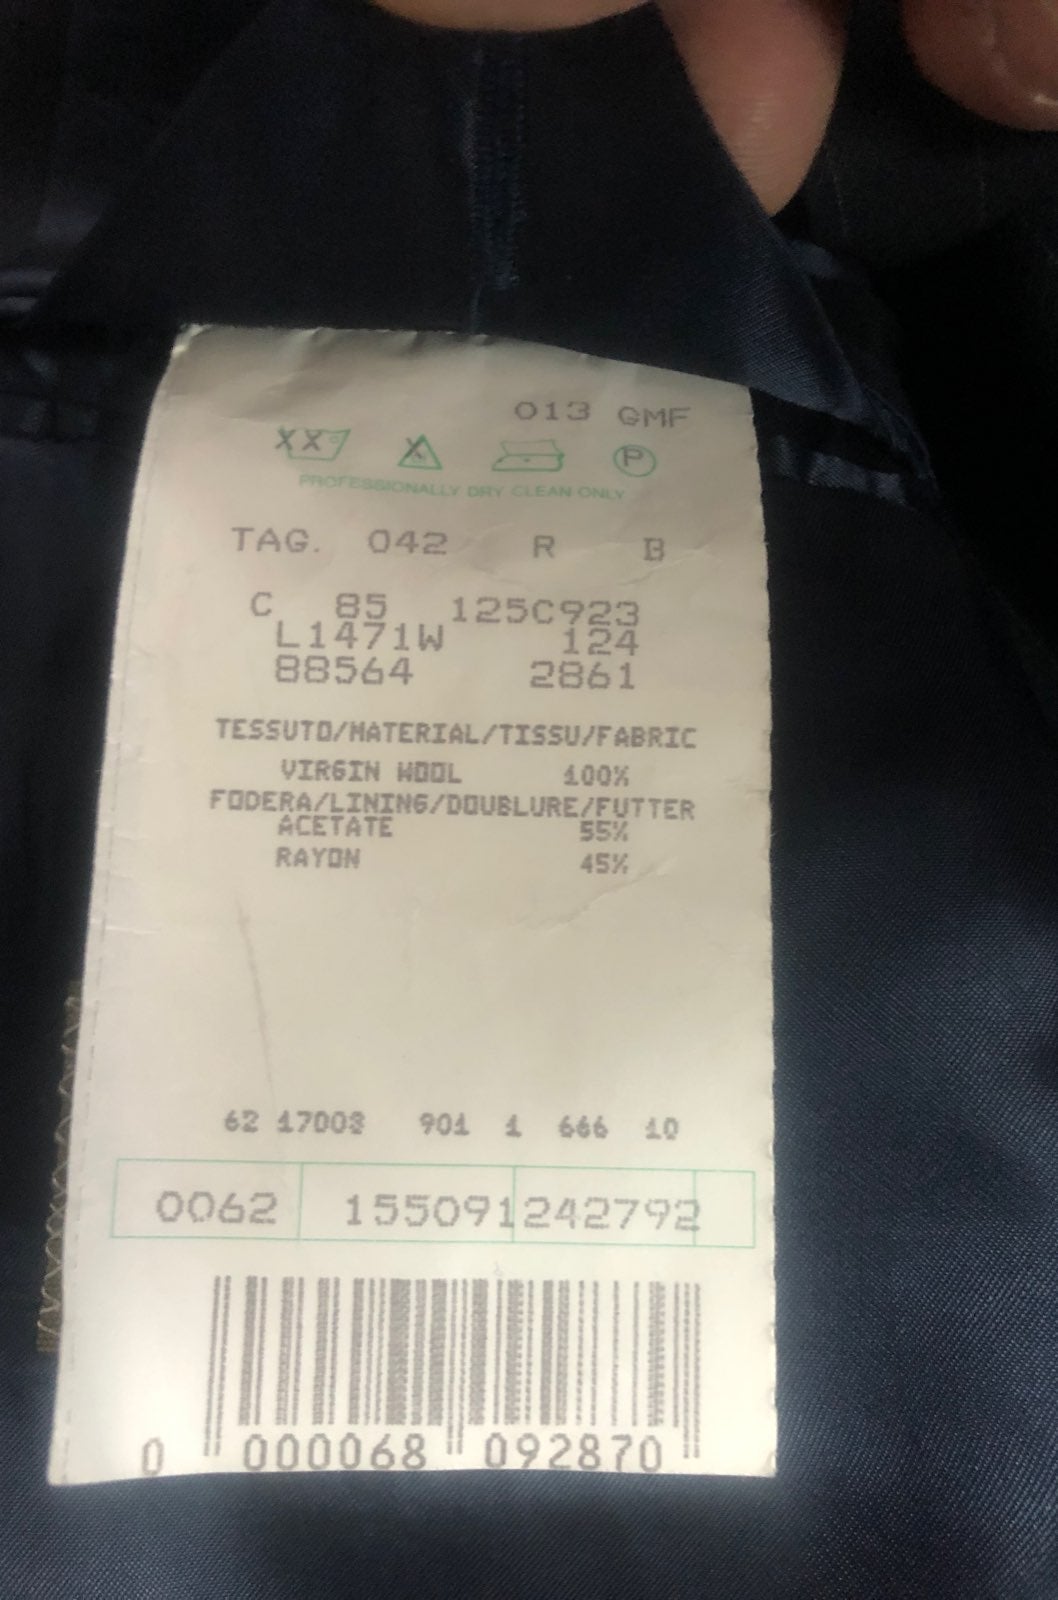 013 GMF
P
PROFESSIONALLY DRY CLEAN ONLY
TAG. 042 R B
C 85 125C923
L1471W 124
88564 2861
TESSUTO/MATERIAL/TISSU/FABRIC
VIRGIN WOOL 100%
FODERA/LINING/DOUBLURE/FUTTER
ACETATE 55%
RAYON 45%
62 17008 901 1 666 10
0062 155091242792
0 000068 092870